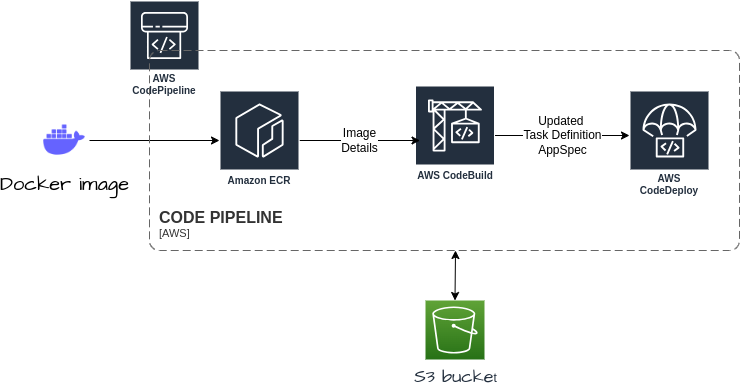 AWS
CodePipeline
Docker image
Amazon ECR
Image
Details
AWS CodeBuild
Updated
Task Definition
AppSpec
AWS
CodeDeploy
CODE PIPELINE
[AWS]
S3 bucket